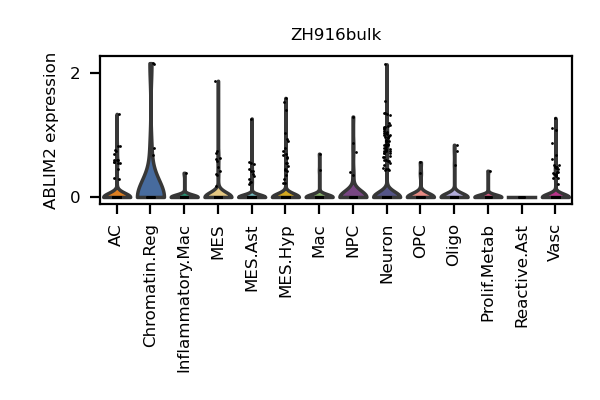 ZH916bulk
ABLIM2 expression
2
0
AC
Chromatin.Reg
Inflammatory.Mac
MES
MES.Ast
MES.Hyp
Mac
NPC
Neuron
OPC
Oligo
Prolif.Metab
Reactive.Ast
Vasc